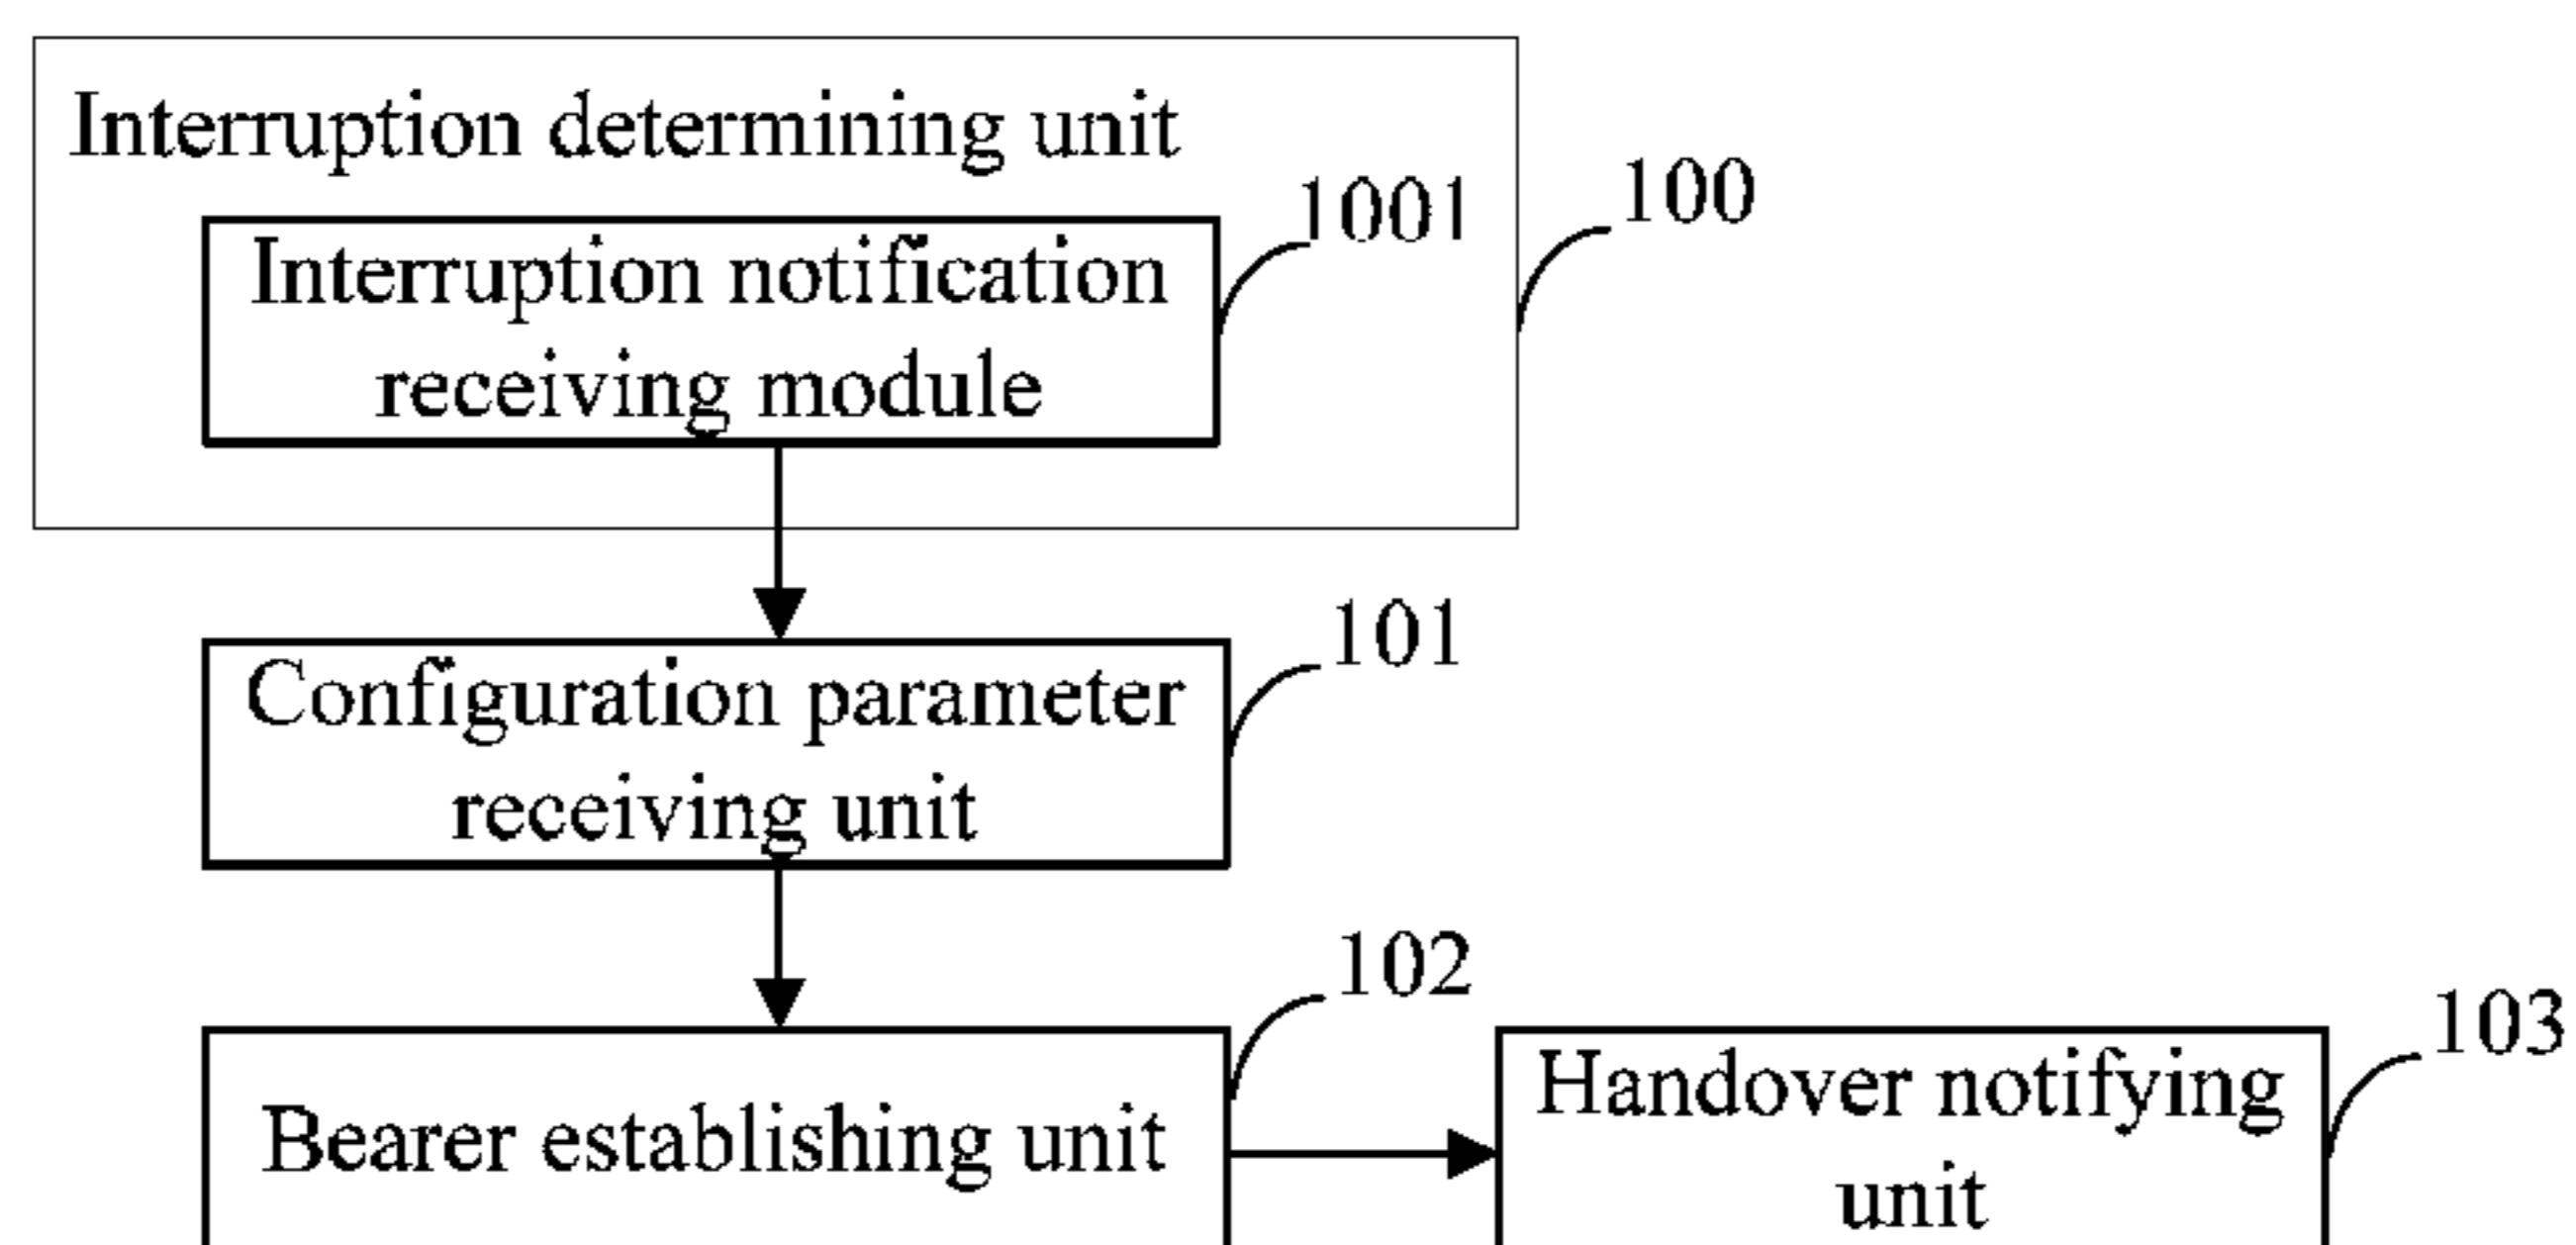 Interruption determining unit
1001
100
Interruption notification
receiving module
101
Configuration parameter
receiving unit
102
103
Bearer establishing unit
Handover notifying
unit